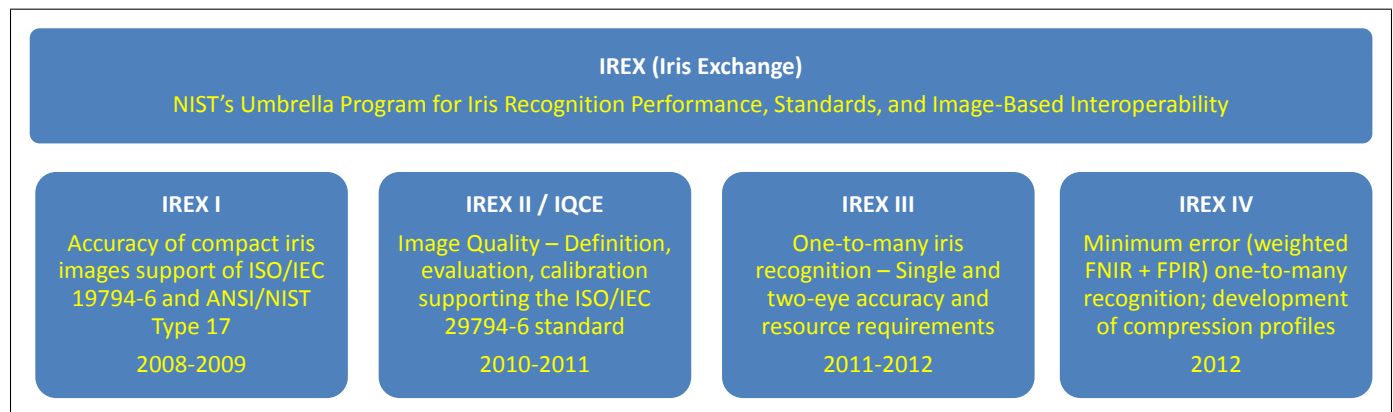 IREX (Iris Exchange)
NIST’s Umbrella Program for Iris Recognition Performance, Standards, and Image-Based Interoperability
IREX I
Accuracy of compact iris
images support of ISO/IEC
19794-6 and ANSI/NIST
Type 17
2008-2009
IREX II / IQCE
Image Quality – Definition,
evaluation, calibration
supporting the ISO/IEC
29794-6 standard
2010-2011
IREX III
One-to-many iris
recognition – Single and
two-eye accuracy and
resource requirements
2011-2012
IREX IV
Minimum error (weighted
FNIR + FPIR) one-to-many
recognition; development
of compression profiles
2012